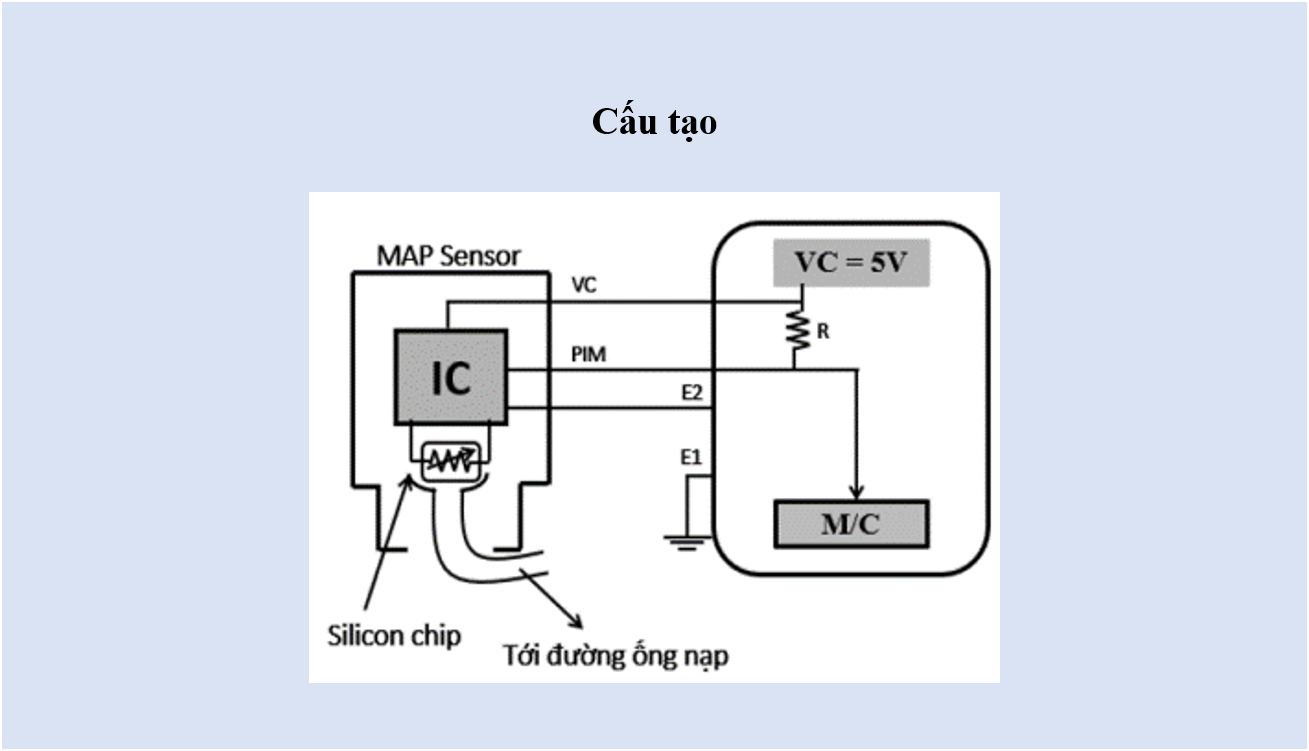 Cấu tạo
MAP Sensor
VC = 5V
VC
R
PIM
IC
E2
E1
M/C
Silicon chip
Tới đường ống nạp